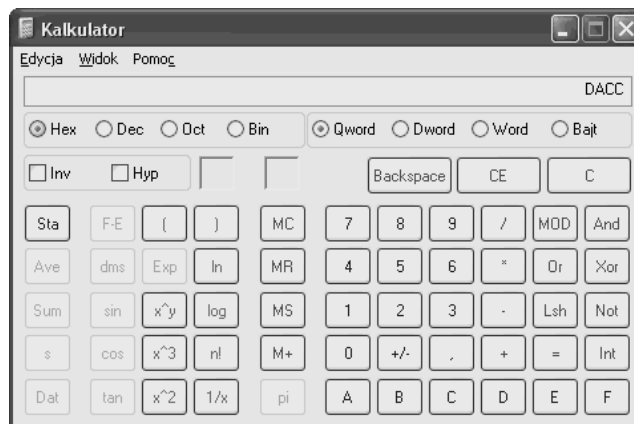 Kalkulator
Edycja Widok Pomoc
DACC
Hex Dec Oct Bin Qword Dword Word Bajt
Inv Hyp Backspace CE C
Sta F-E ( ) MC 7 8 9 / MOD And
Ave dms Exp ln MR 4 5 6 * Or Xor
Sum sin x^y log MS 1 2 3 - Lsh Not
s cos x^3 n! M+ 0 +/- , + = Int
Dat tan x^2 1/x pi A B C D E F